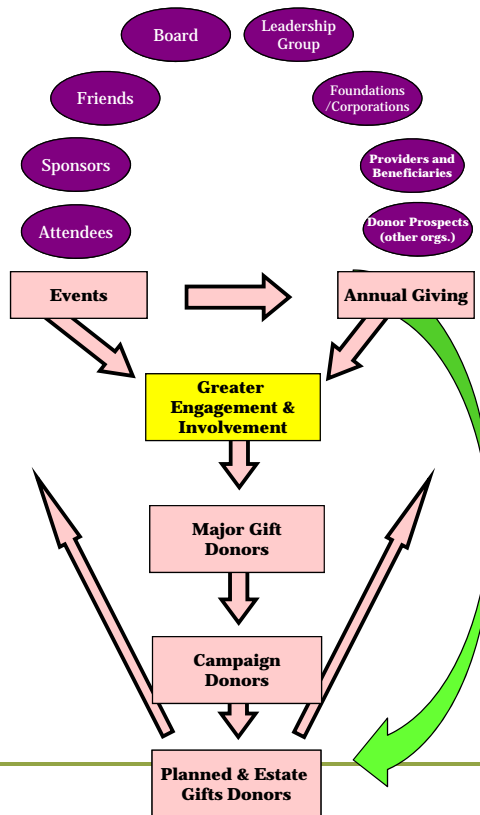 Board
Leadership
Group
Friends
Foundations
/Corporations
Sponsors
Providers and
Beneficiaries
Attendees
Donor Prospects
(other orgs.)
Events
Annual Giving
Greater
Engagement &
Involvement
Major Gift
Donors
Campaign
Donors
Planned & Estate
Gifts Donors